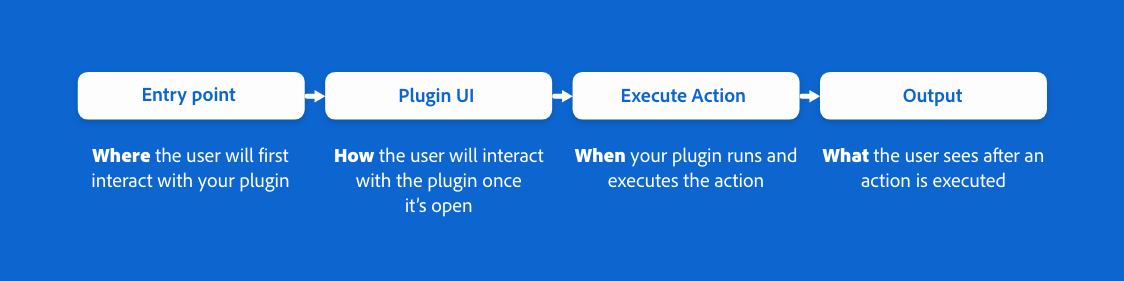 Entry point
Plugin UI
Execute Action
Output
Where the user will first
interact with your plugin
How the user will interact
with the plugin once
it’s open
When your plugin runs and
executes the action
What the user sees after an
action is executed